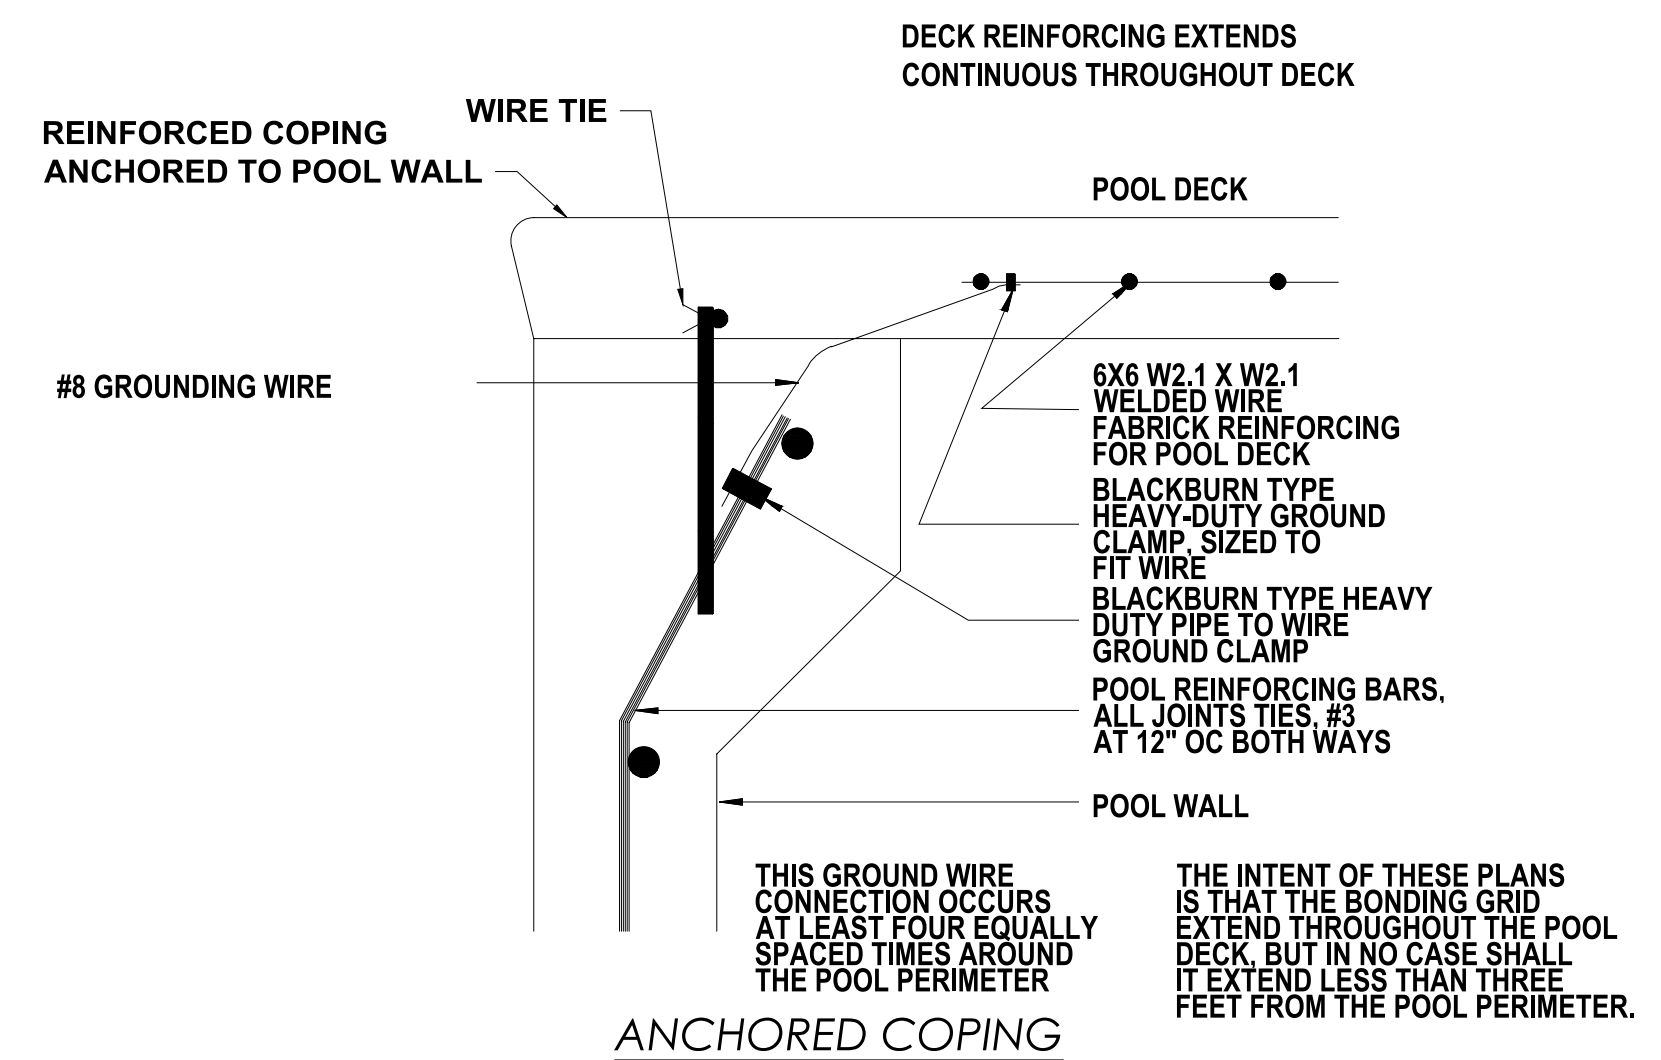 DECK REINFORCING EXTENDS
CONTINUOUS THROUGHOUT DECK
WIRE TIE
REINFORCED COPING
ANCHORED TO POOL WALL
POOL DECK
#8 GROUNDING WIRE
6X6 W2.1 X W2.1
WELDED WIRE
FABRICK REINFORCING
FOR POOL DECK
BLACKBURN TYPE
HEAVY-DUTY GROUND
CLAMP, SIZED TO
FIT WIRE
BLACKBURN TYPE HEAVY
DUTY PIPE TO WIRE
GROUND CLAMP
POOL REINFORCING BARS,
ALL JOINTS TIES, #3
AT 12" OC BOTH WAYS
POOL WALL
THIS GROUND WIRE
CONNECTION OCCURS
AT LEAST FOUR EQUALLY
SPACED TIMES AROUND
THE POOL PERIMETER
THE INTENT OF THESE PLANS
IS THAT THE BONDING GRID
EXTEND THROUGHOUT THE POOL
DECK, BUT IN NO CASE SHALL
IT EXTEND LESS THAN THREE
FEET FROM THE POOL PERIMETER.
ANCHORED COPING